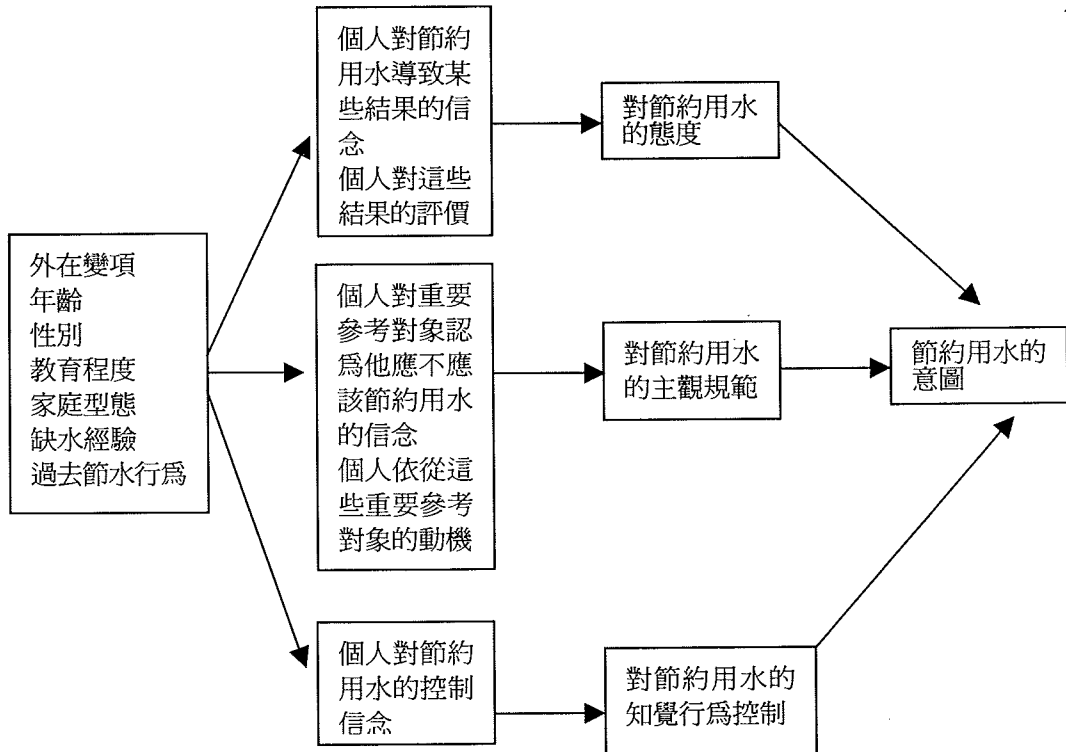 外在變項
年齡
性別
教育程度
家庭型態
缺水經驗
過去節水行爲
個人對節約
用水導致某
些結果的信
念
個人對這些
結果的評價
個人對重要
參考對象認
爲他應不應
該節約用水
的信念
個人依從這
些重要參考
對象的動機
個人對節約
用水的控制
信念
對節約用水
的態度
對節約用水
的主觀規範
對節約用水的
知覺行爲控制
節約用水的
意圖